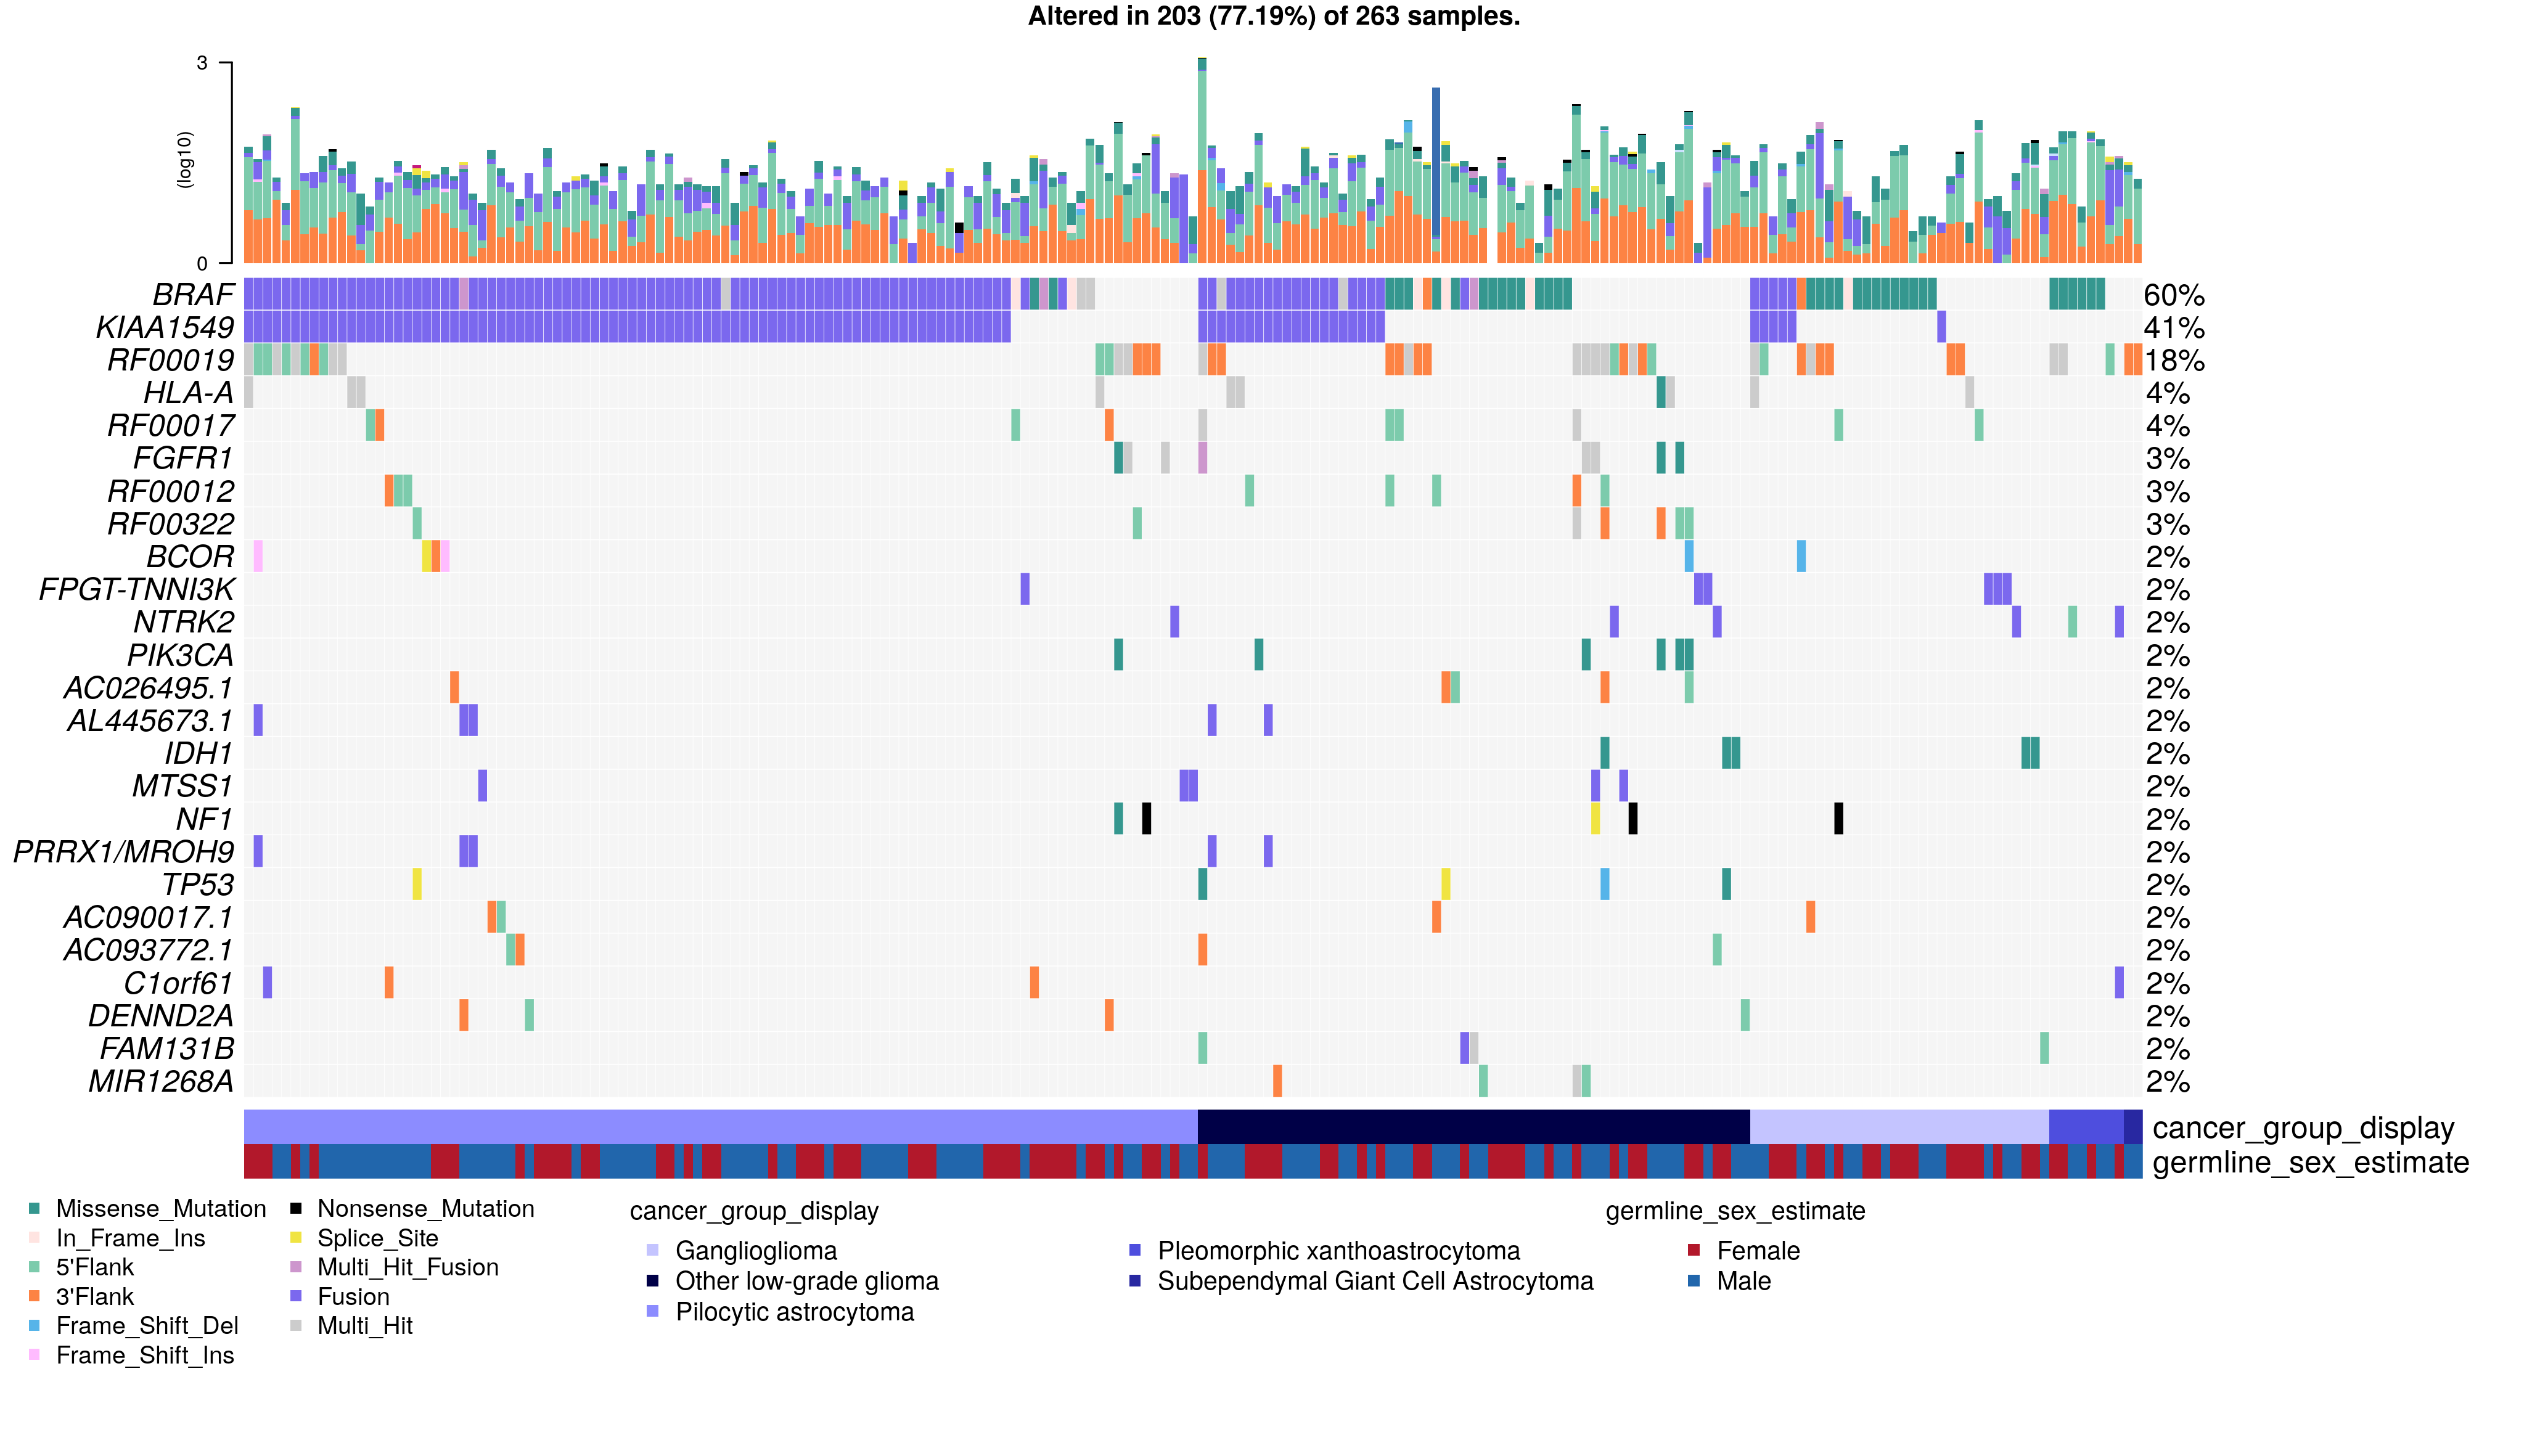 Altered in 203 (77.19%) of 263 samples.
3
(log10)
0
BRAF 60%
KIAA1549 41%
RF00019 18%
HLA-A 4%
RF00017 4%
FGFR1 3%
RF00012 3%
RF00322 3%
BCOR 2%
FPGT-TNNI3K 2%
NTRK2 2%
PIK3CA 2%
AC026495.1 2%
AL445673.1 2%
IDH1 2%
MTSS1 2%
NF1 2%
PRRX1/MROH9 2%
TP53 2%
AC090017.1 2%
AC093772.1 2%
C1orf61 2%
DENND2A 2%
FAM131B 2%
MIR1268A 2%
cancer_group_display
germline_sex_estimate
Missense_Mutation
In_Frame_Ins
5'Flank
3'Flank
Frame_Shift_Del
Frame_Shift_Ins
Nonsense_Mutation
Splice_Site
Multi_Hit_Fusion
Fusion
Multi_Hit
cancer_group_display
Ganglioglioma
Other low-grade glioma
Pilocytic astrocytoma
Pleomorphic xanthoastrocytoma
Subependymal Giant Cell Astrocytoma
germline_sex_estimate
Female
Male